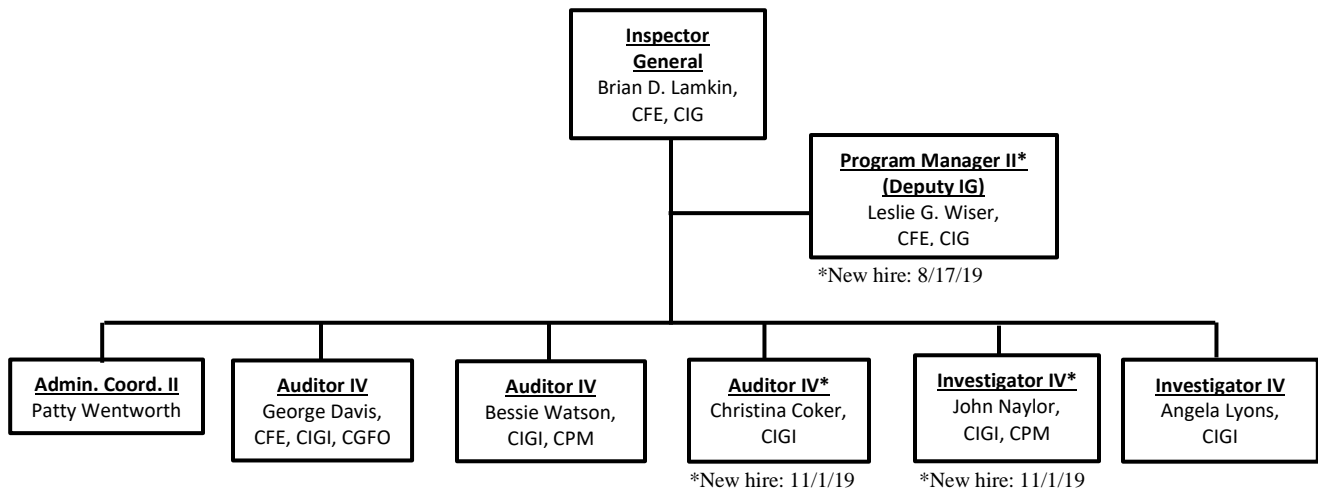 Inspector
General
Brian D. Lamkin,
CFE, CIG
Program Manager II*
(Deputy IG)
Leslie G. Wiser,
CFE, CIG
*New hire: 8/17/19
Admin. Coord. II
Patty Wentworth
Auditor IV
George Davis,
CFE, CIGI, CGFO
Auditor IV
Bessie Watson,
CIGI, CPM
Auditor IV*
Christina Coker,
CIGI
*New hire: 11/1/19
Investigator IV*
John Naylor,
CIGI, CPM
*New hire: 11/1/19
Investigator IV
Angela Lyons,
CIGI